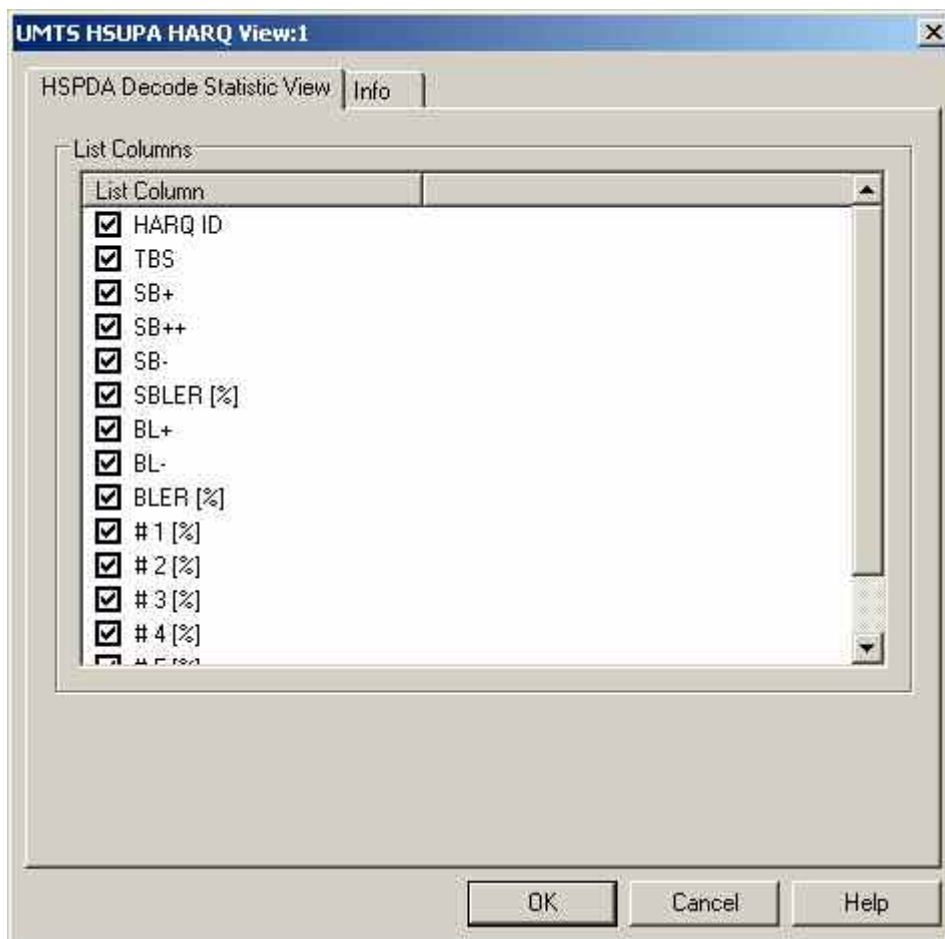 UMTS HSUPA HARQ View:1
HSPDA Decode Statistic View
Info
List Columns
List Column
HARQ ID
TBS
SB+
SB++
SB-
SBLER [%]
BL+
BL-
BLER [%]
# 1 [%]
# 2 [%]
# 3 [%]
# 4 [%]
OK
Cancel
Help